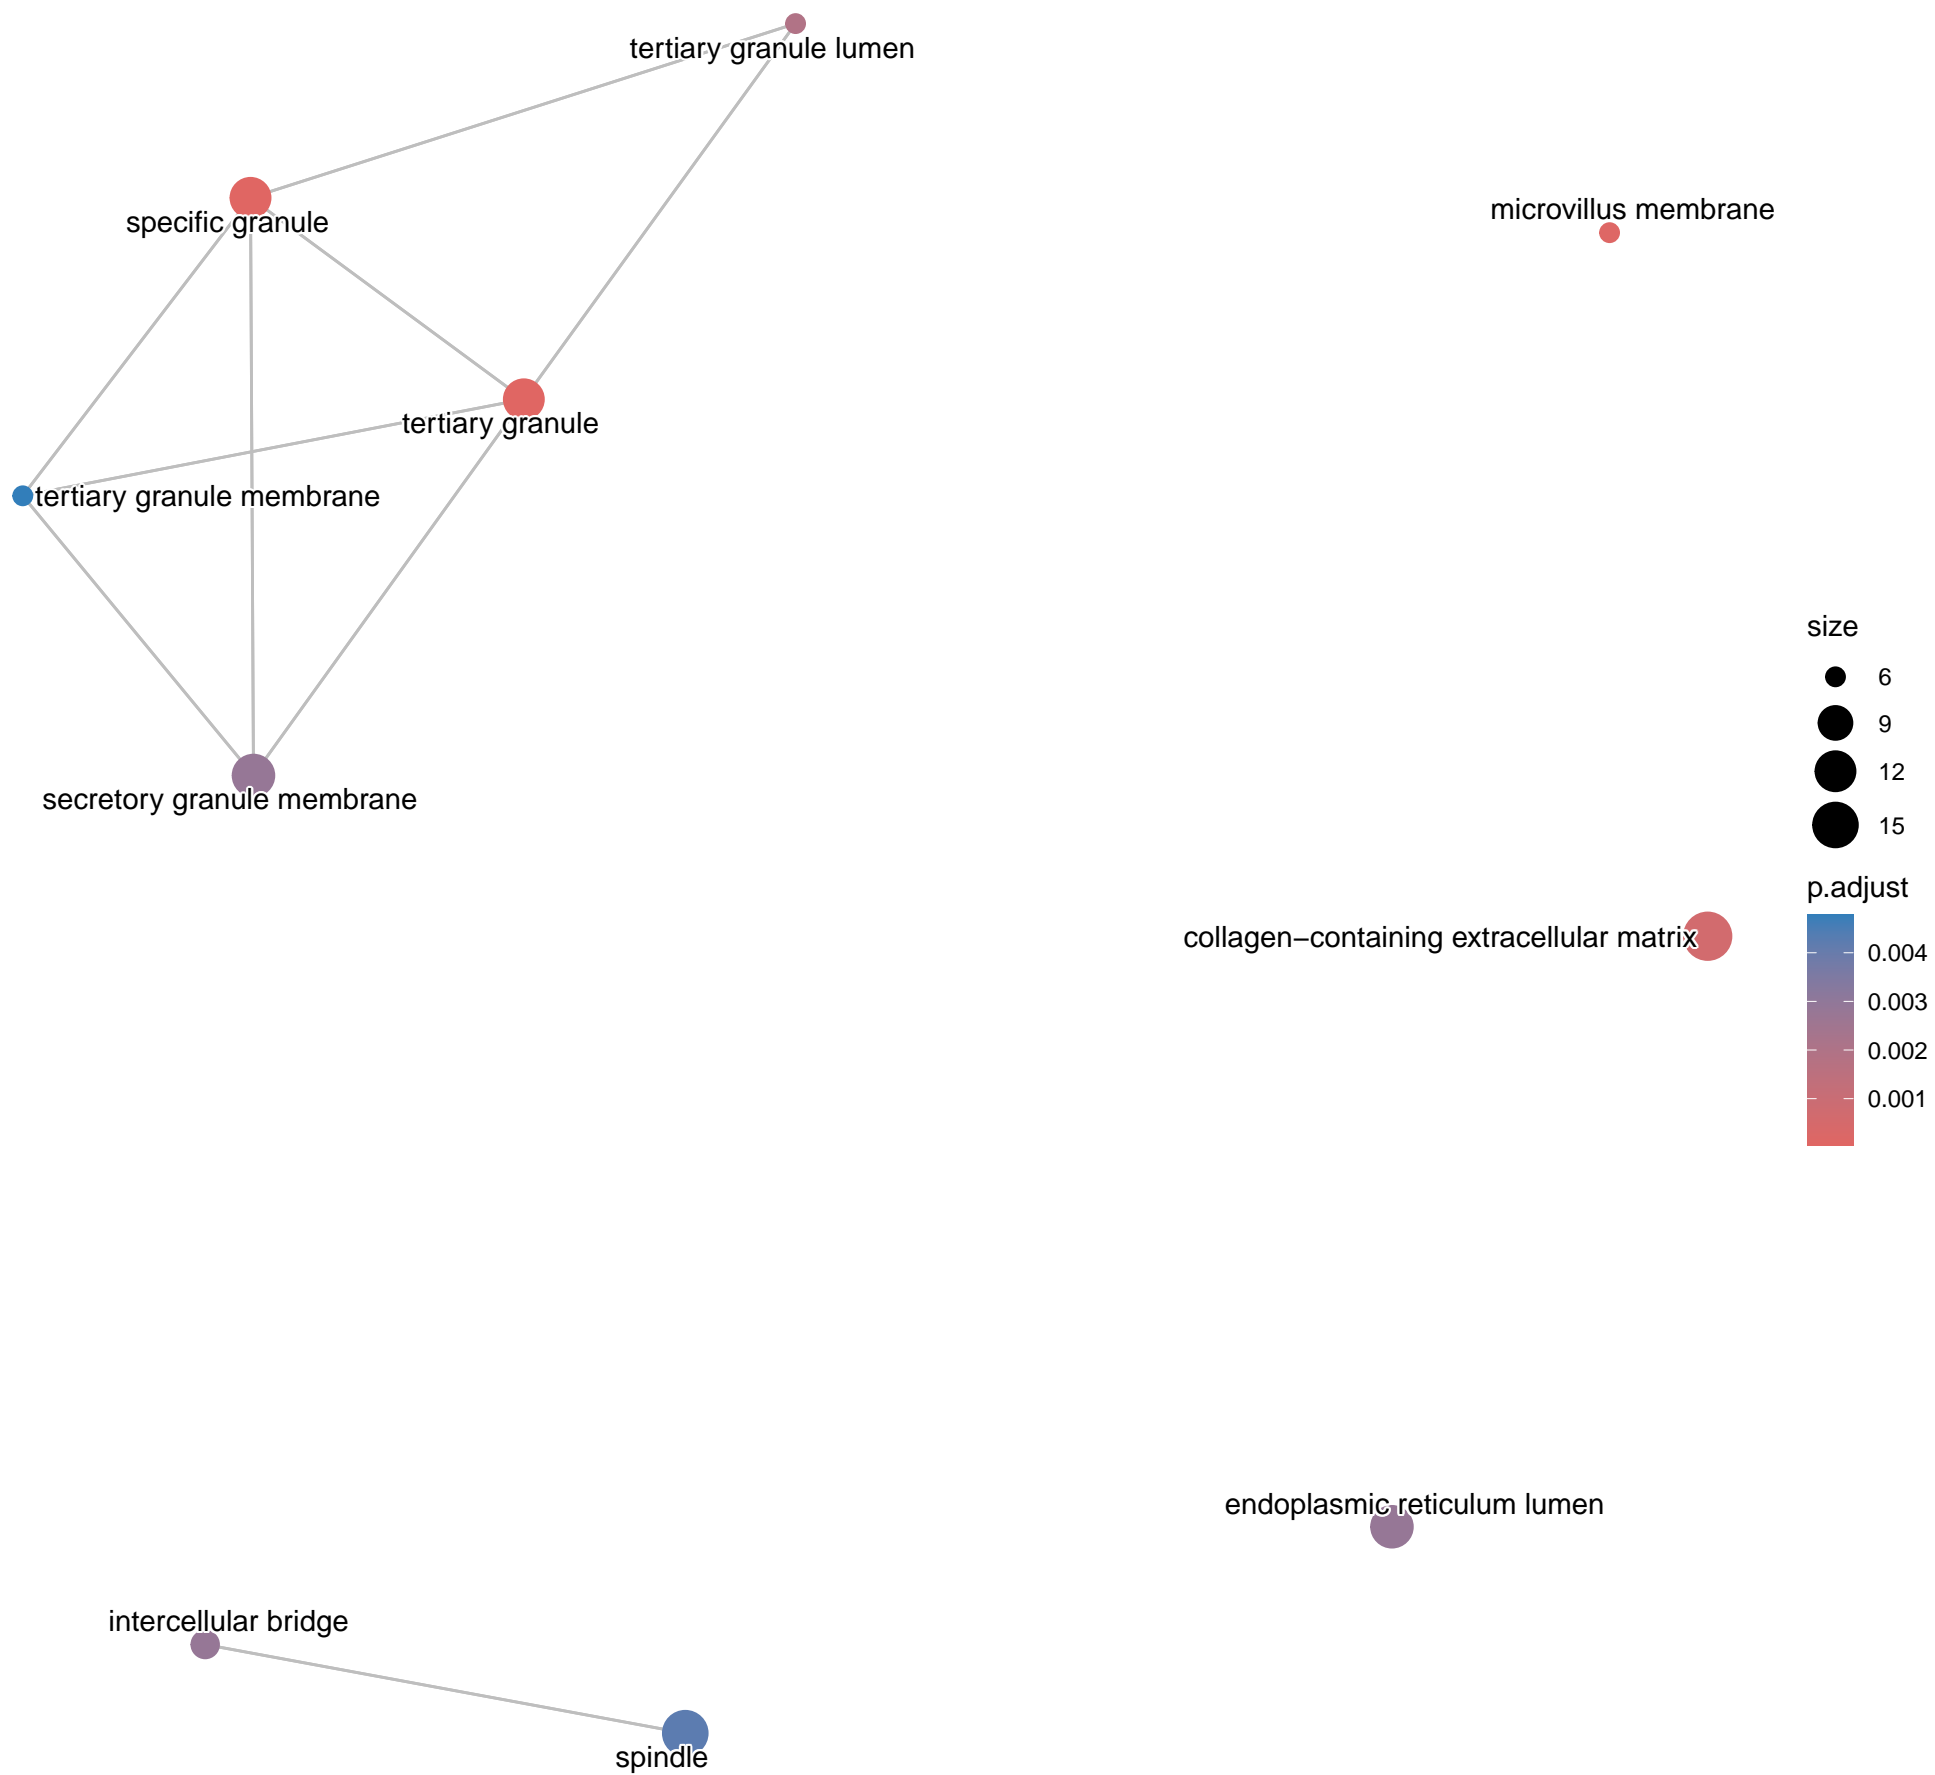 tertiary granule lumen
specific granule
microvillus membrane
tertiary granule
tertiary granule membrane
secretory granule membrane
collagen−containing extracellular matrix
endoplasmic reticulum lumen
intercellular bridge
spindle
size
6
9
12
15
p.adjust
0.004
0.003
0.002
0.001